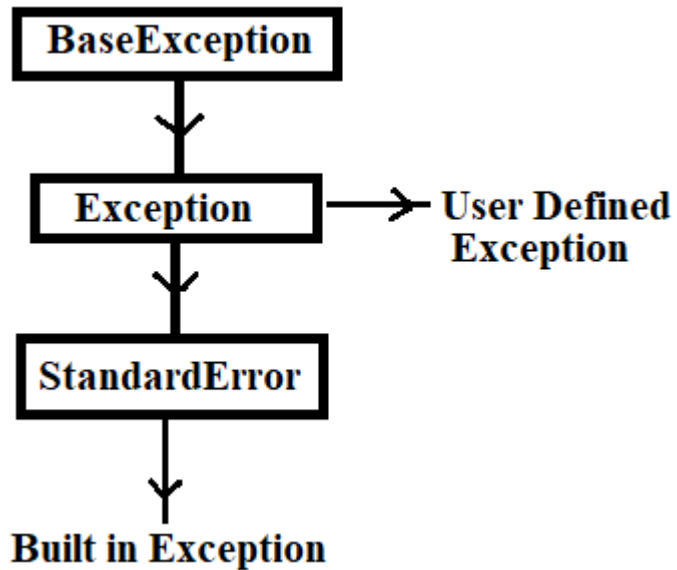 BaseException
Exception
User Defined
Exception
StandardError
Built in Exception